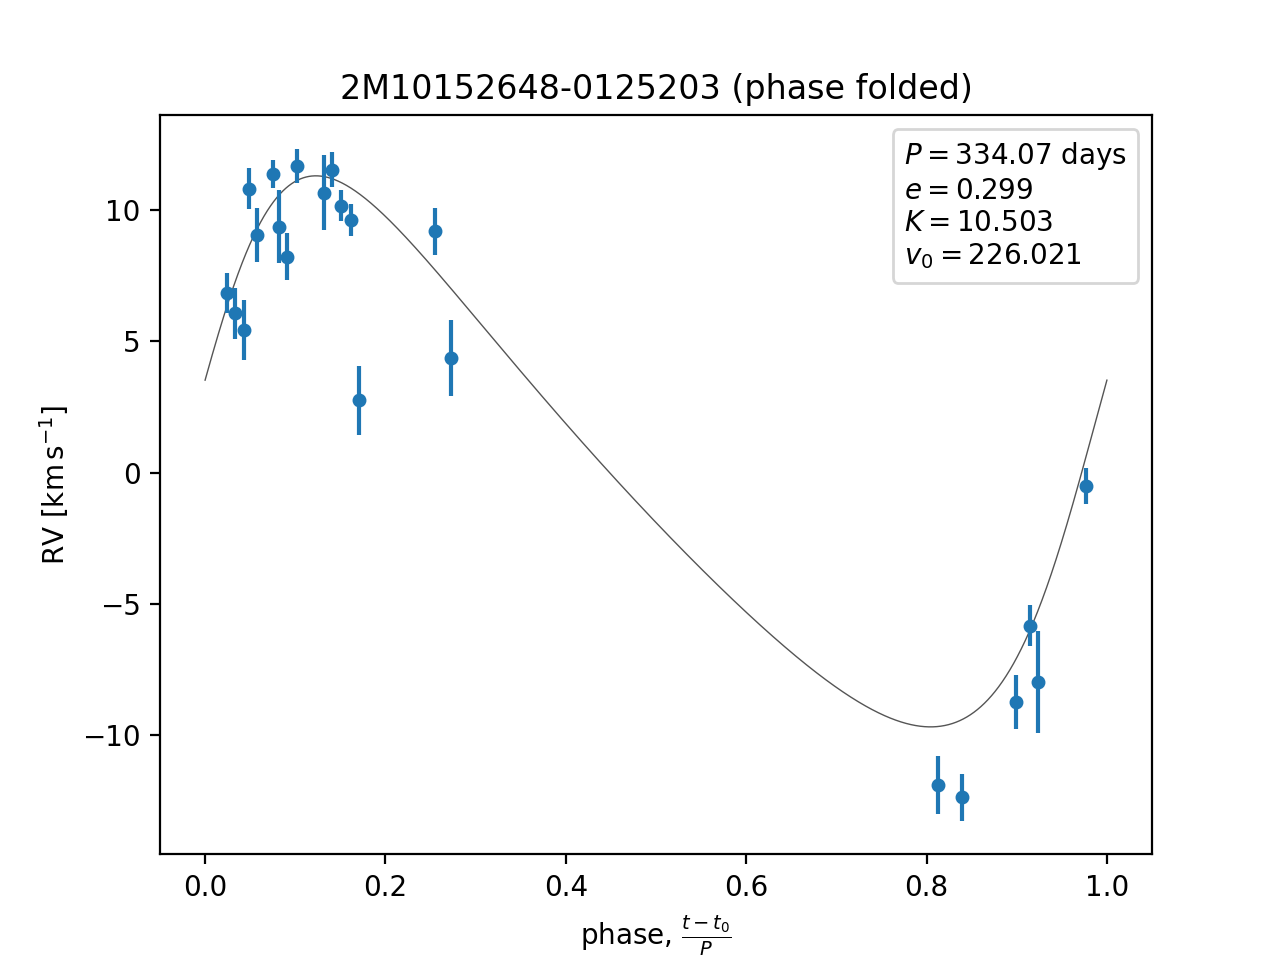 2M10152648-0125203 (phase folded)
P = 334.07 days
e = 0.299
K = 10.503
v₀ = 226.021
RV [km s⁻¹]
10
5
0
−5
−10
0.0 0.2 0.4 0.6 0.8 1.0
phase, (t − t₀)/P